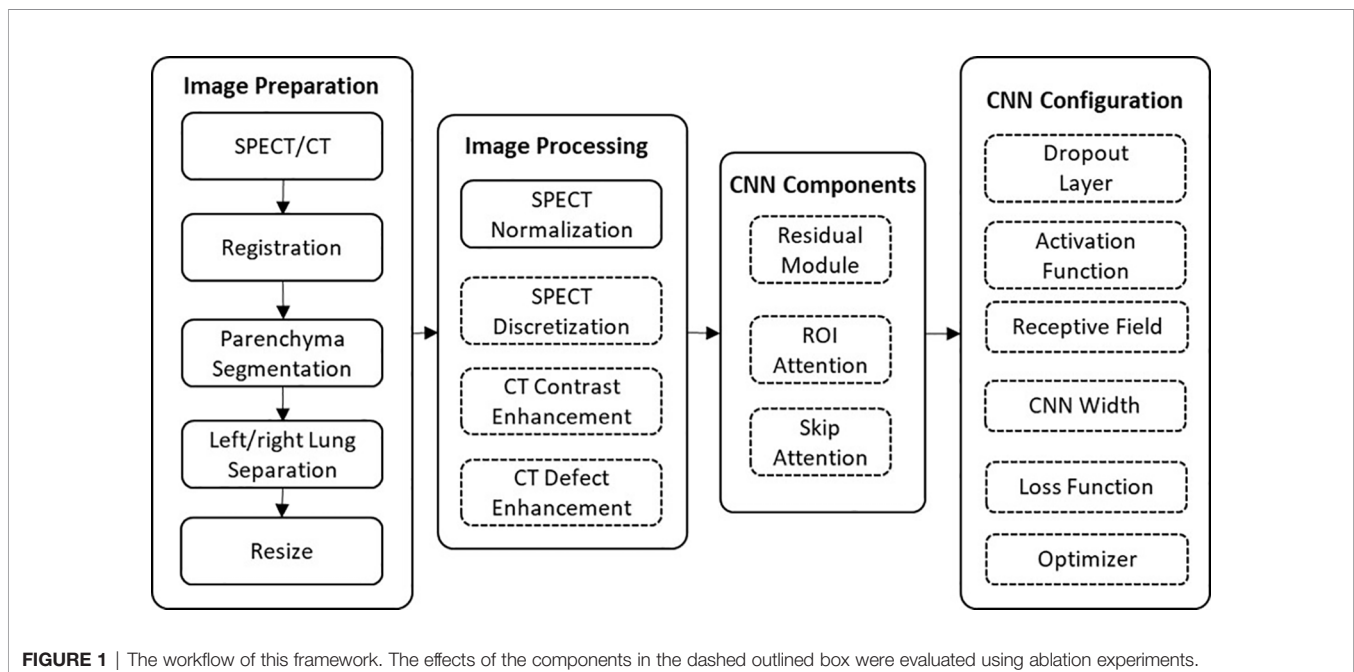 Image Preparation
SPECT/CT
Registration
Parenchyma
Segmentation
Left/right Lung
Separation
Resize
Image Processing
SPECT
Normalization
SPECT
Discretization
CT Contrast
Enhancement
CT Defect
Enhancement
CNN Components
Residual
Module
ROI
Attention
Skip
Attention
CNN Configuration
Dropout
Layer
Activation
Function
Receptive Field
CNN Width
Loss Function
Optimizer
FIGURE 1 | The workflow of this framework. The effects of the components in the dashed outlined box were evaluated using ablation experiments.